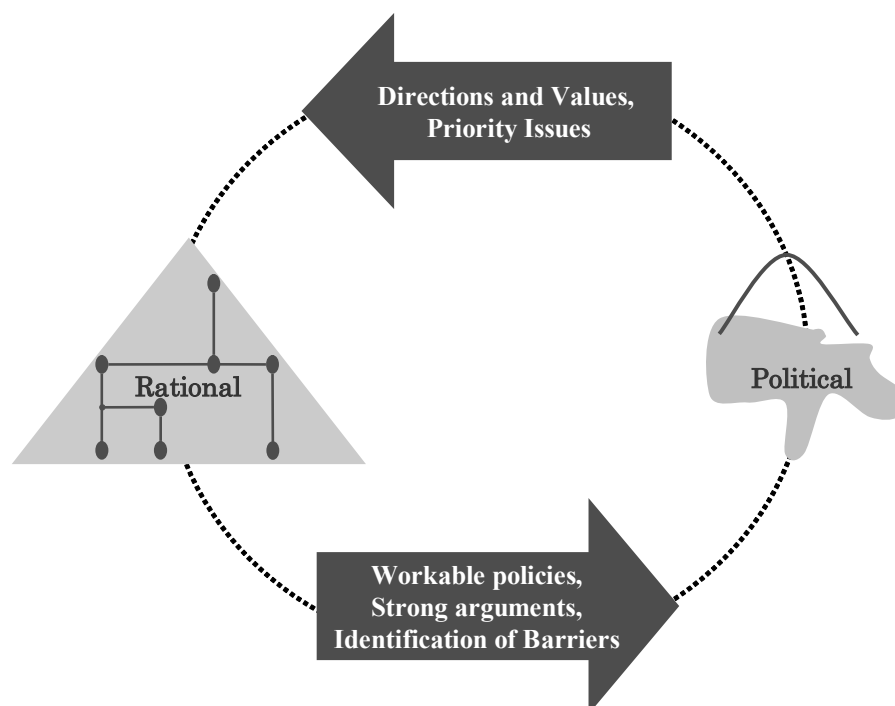 Directions and Values,
Priority Issues
Rational
Political
Workable policies,
Strong arguments,
Identification of Barriers